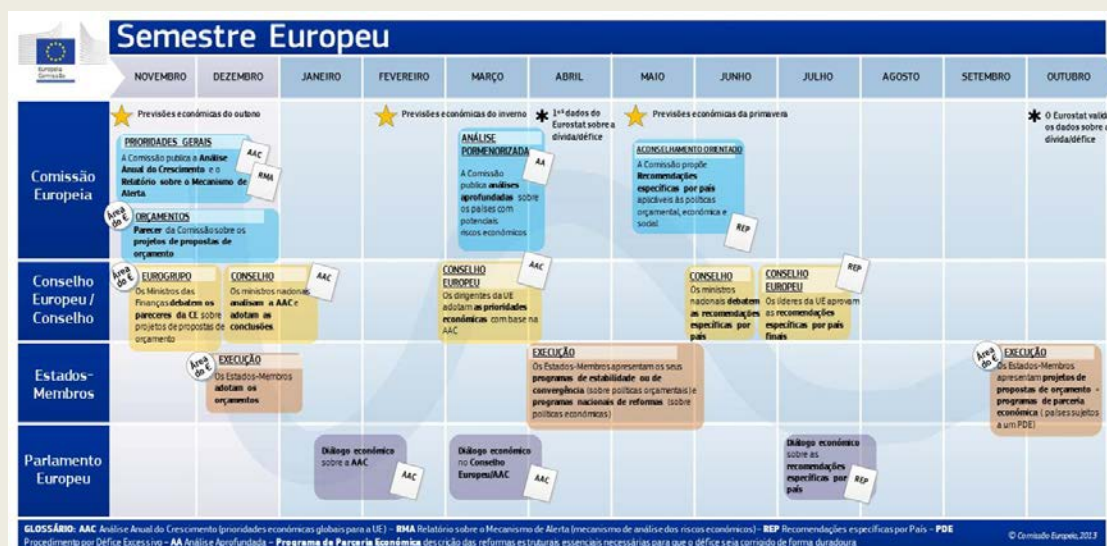 Semestre Europeu
Europeia
Comissão
NOVEMBRO
DEZEMBRO
JANEIRO
FEVEREIRO
MARÇO
ABRIL
MAIO
JUNHO
JULHO
AGOSTO
SETEMBRO
OUTUBRO
Comissão
Europeia
Previsões económicas do outono
PRIORIDADES GERAIS
A Comissão publica a Análise
Anual do Crescimento e o
Relatório sobre o Mecanismo de
Alerta
AAC
RMA
Área
do €
ORÇAMENTOS
Parecer da Comissão sobre os
projetos de propostas de
orçamento
Previsões económicas do inverno
ANÁLISE
PORMENORIZADA
A Comissão
publica análises
aprofundadas sobre
os países com
potenciais
riscos económicos
AA
1.ºs dados do
Eurostat sobre a
dívida/défice
Previsões económicas da primavera
ACONSELHAMENTO ORIENTADO
A Comissão propõe
Recomendações
específicas por país
aplicáveis às políticas
orçamental, económica e
social
REP
O Eurostat valida
os dados sobre a
dívida/défice
Conselho
Europeu /
Conselho
Área
do €
EUROGRUPO
Os Ministros das
Finanças debatem os
pareceres da CE sobre
projetos de propostas de
orçamento
CONSELHO
Os ministros nacionais
analisam a AAC e
adotam as
conclusões
AAC
CONSELHO
EUROPEU
Os dirigentes da UE
adotam as prioridades
económicas com base na
AAC
AAC
CONSELHO
Os ministros
nacionais debatem
as recomendações
específicas por
país
CONSELHO
EUROPEU
Os líderes da UE aprovam
as recomendações
específicas por país
finais
REP
Estados-
Membros
Área
do €
EXECUÇÃO
Os Estados-Membros
adotam os
orçamentos
EXECUÇÃO
Os Estados-Membros apresentam os seus
programas de estabilidade ou de
convergência (sobre políticas orçamentais) e
programas nacionais de reformas (sobre
políticas económicas)
Área
do €
EXECUÇÃO
Os Estados-Membros
apresentam projetos de
propostas de orçamento -
programas de parceria
económica ( países sujeitos
a um PDE)
Parlamento
Europeu
Diálogo económico
sobre a AAC
AAC
Diálogo económico
no Conselho
Europeu/AAC
AAC
Diálogo económico
sobre as
recomendações
específicas por
país
REP
GLOSSÁRIO: AAC Análise Anual do Crescimento (prioridades económicas globais para a UE) – RMA Relatório sobre o Mecanismo de Alerta (mecanismo de análise dos riscos económicos) – REP Recomendações específicas por País – PDE
Procedimento por Défice Excessivo – AA Análise Aprofundada – Programa de Parceria Económica descrição das reformas estruturais essenciais necessárias para que o défice seja corrigido de forma duradoura
© Comissão Europeia, 2013